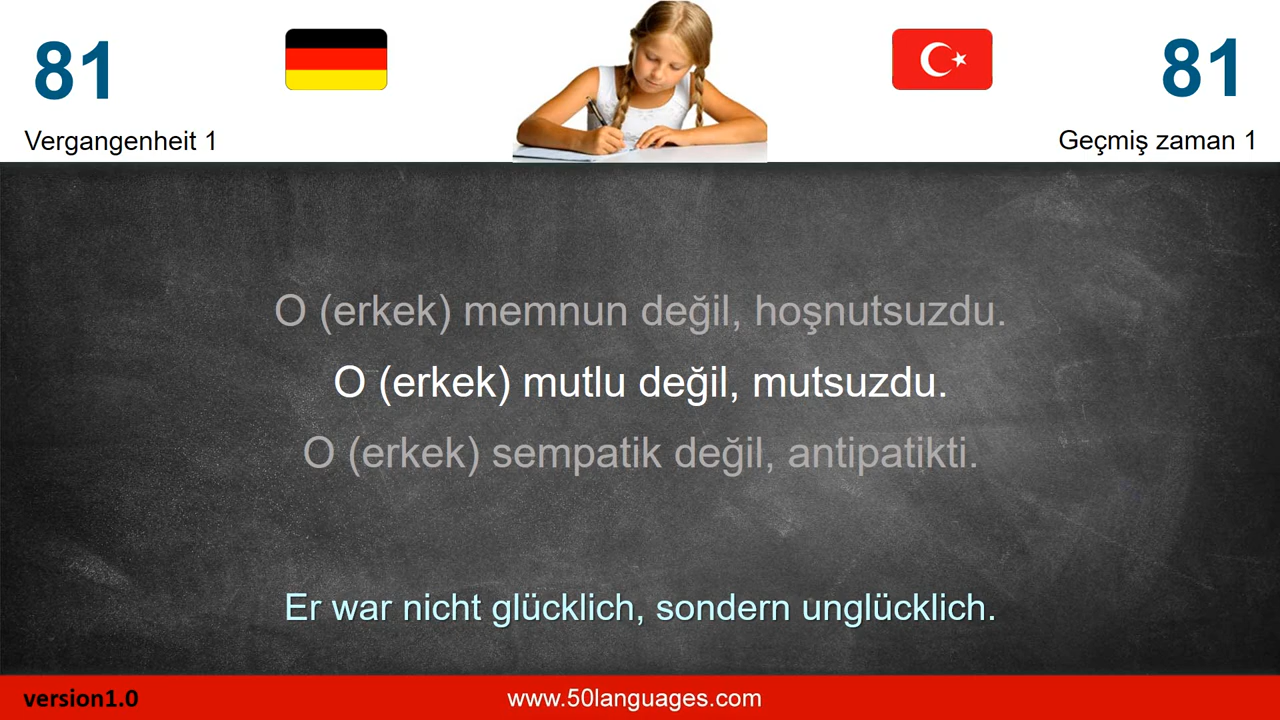 81
81
Vergangenheit 1
Geçmiş zaman 1
O (erkek) memnun değil, hoşnutsuzdu.
O (erkek) mutlu değil, mutsuzdu.
O (erkek) sempatik değil, antipatikti.
Er war nicht glücklich, sondern unglücklich.
version1.0
www.50languages.com